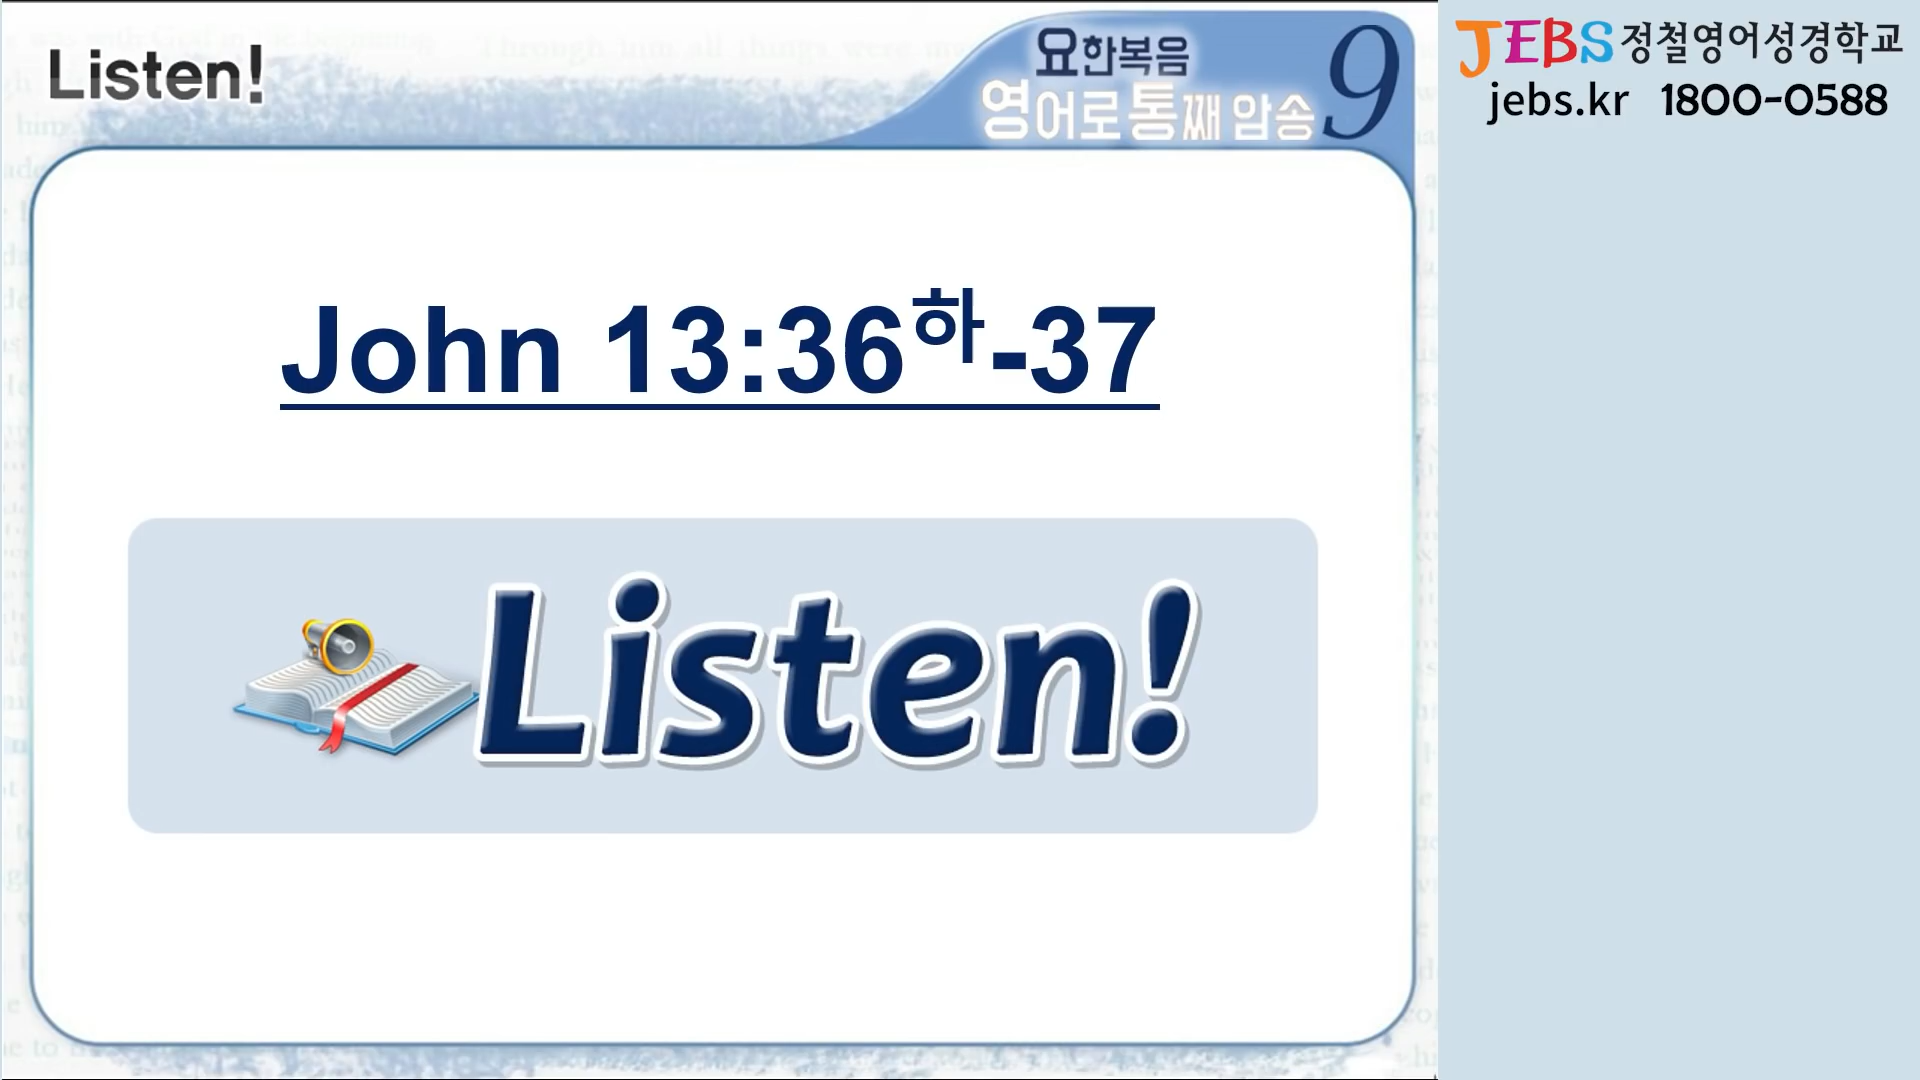 Listen!
요한복음
영어로통째암송 9
JEBS 정철영어성경학교
jebs.kr 1800-0588
John 13:36하-37
Listen!